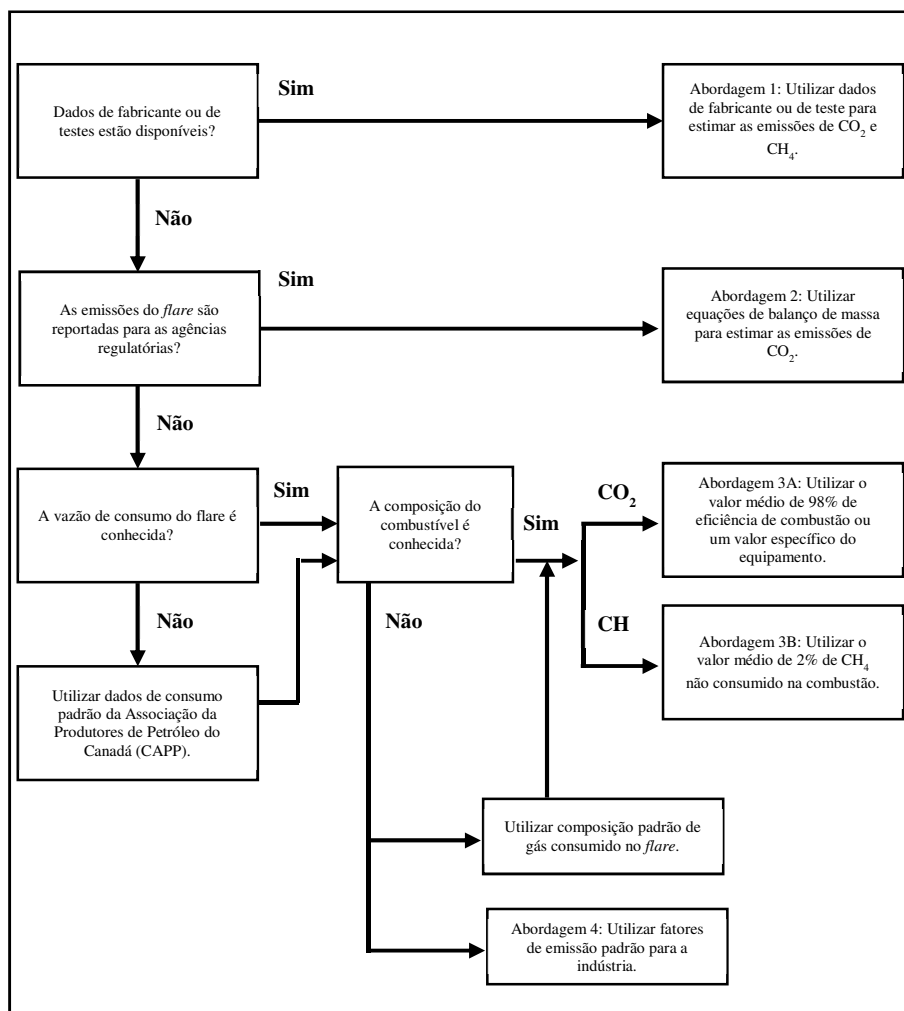 Sim
Dados de fabricante ou de
testes estão disponíveis?
Abordagem 1: Utilizar dados
de fabricante ou de teste para
estimar as emissões de CO₂ e
CH₄.
Não
Sim
As emissões do flare são
reportadas para as agências
regulatórias?
Abordagem 2: Utilizar
equações de balanço de massa
para estimar as emissões de
CO₂.
Não
A vazão de consumo do flare é
conhecida?
Sim
A composição do
combustível é
conhecida?
Sim
CO₂
Abordagem 3A: Utilizar o
valor médio de 98% de
eficiência de combustão ou
um valor específico do
equipamento.
Não
Não
CH
Abordagem 3B: Utilizar o
valor médio de 2% de CH₄
não consumido na combustão.
Utilizar dados de consumo
padrão da Associação da
Produtores de Petróleo do
Canadá (CAPP).
Utilizar composição padrão de
gás consumido no flare.
Abordagem 4: Utilizar fatores
de emissão padrão para a
indústria.